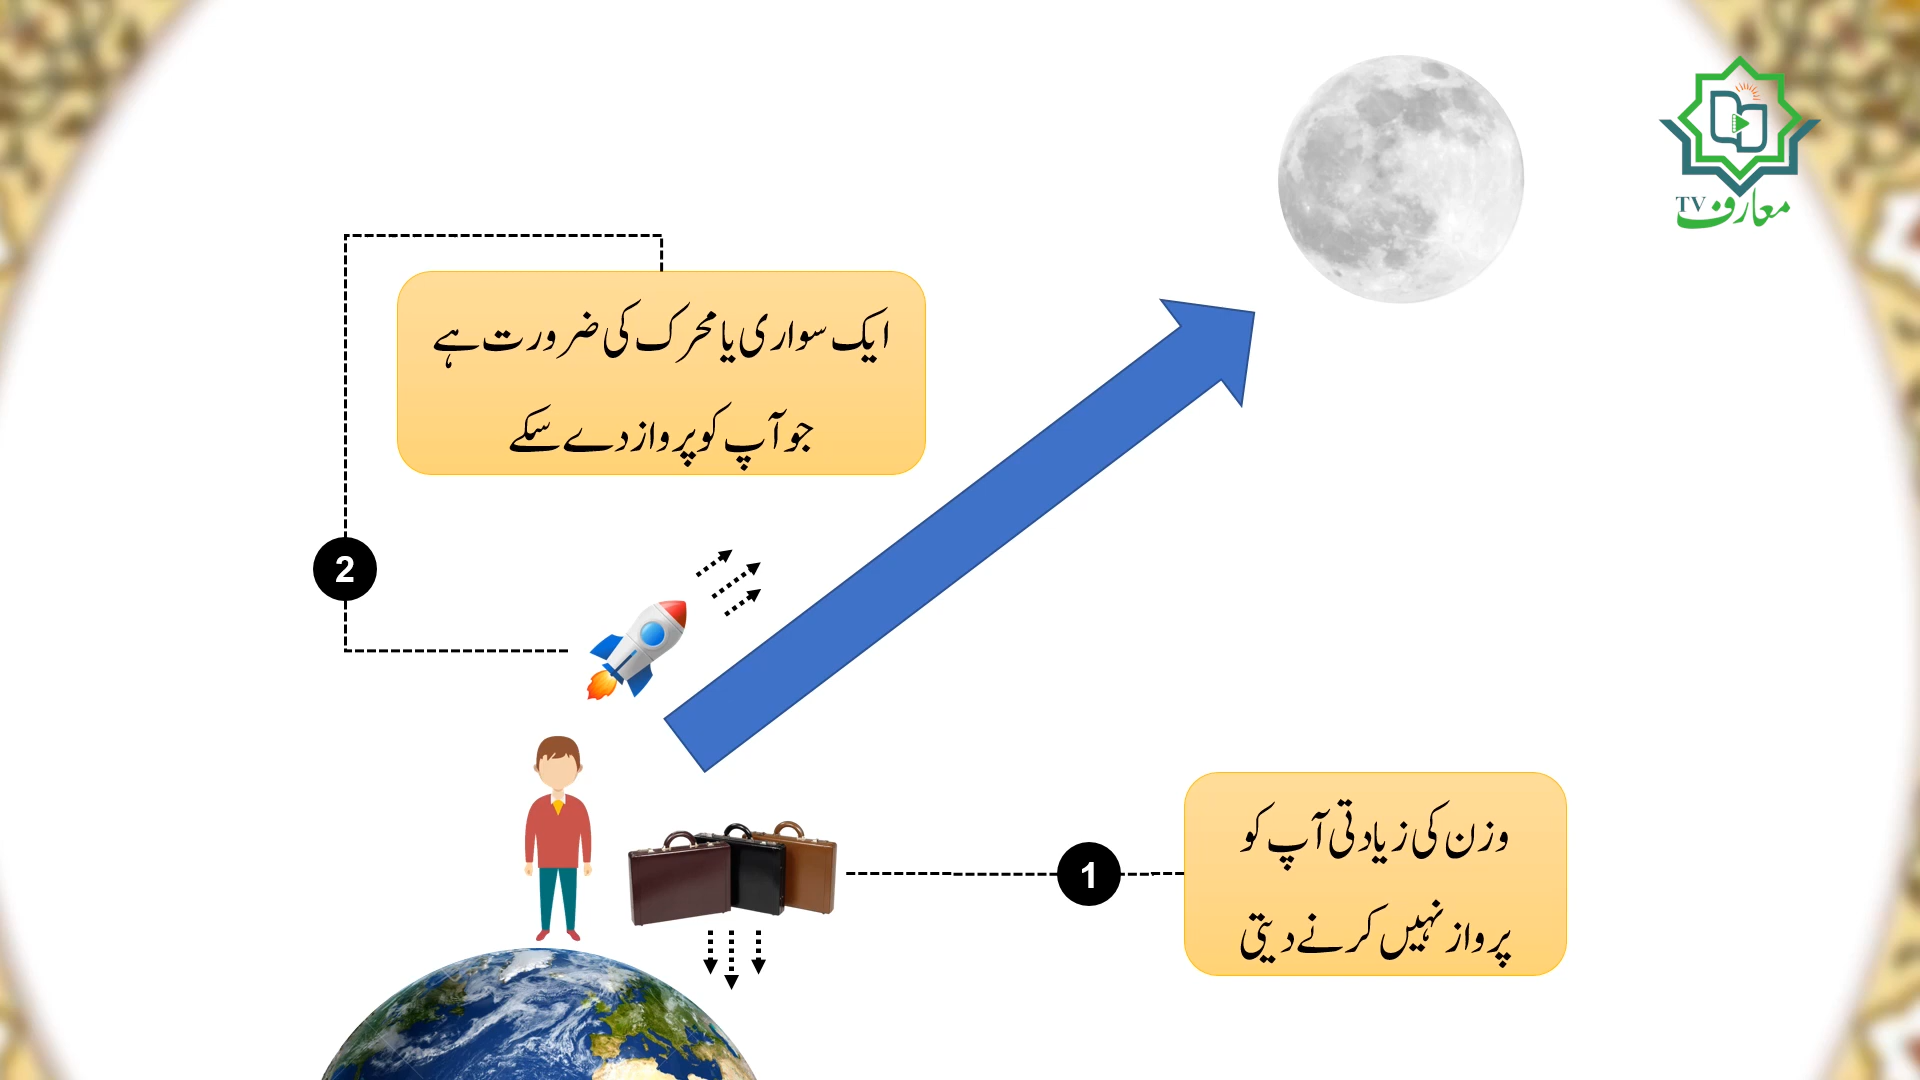 معارف TV
ایک سواری یا محرک کی ضرورت ہے
جو آپ کو پرواز دے سکے
2
وزن کی زیادتی آپ کو
پرواز نہیں کرنے دیتی
1